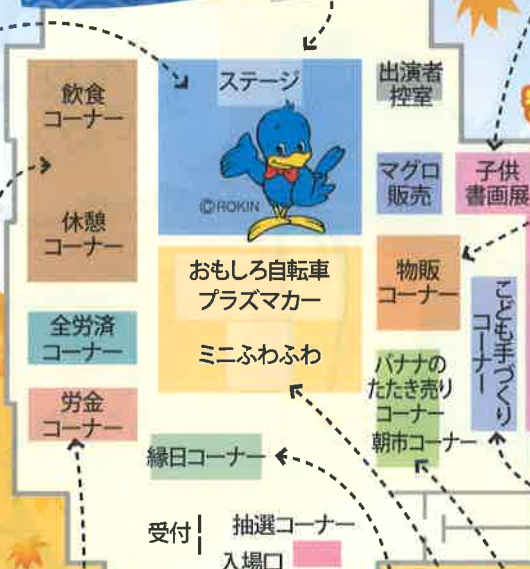 飲食
コーナー
休憩
コーナー
ステージ
©ROKIN
出演者
控室
マグロ
販売
子供
書画展
おもしろ自転車
プラズマカー
ミニふわふわ
物販
コーナー
こども手づくり
コーナー
全労済
コーナー
労金
コーナー
バナナの
たたき売り
コーナー
朝市コーナー
縁日コーナー
受付
抽選コーナー
入場口